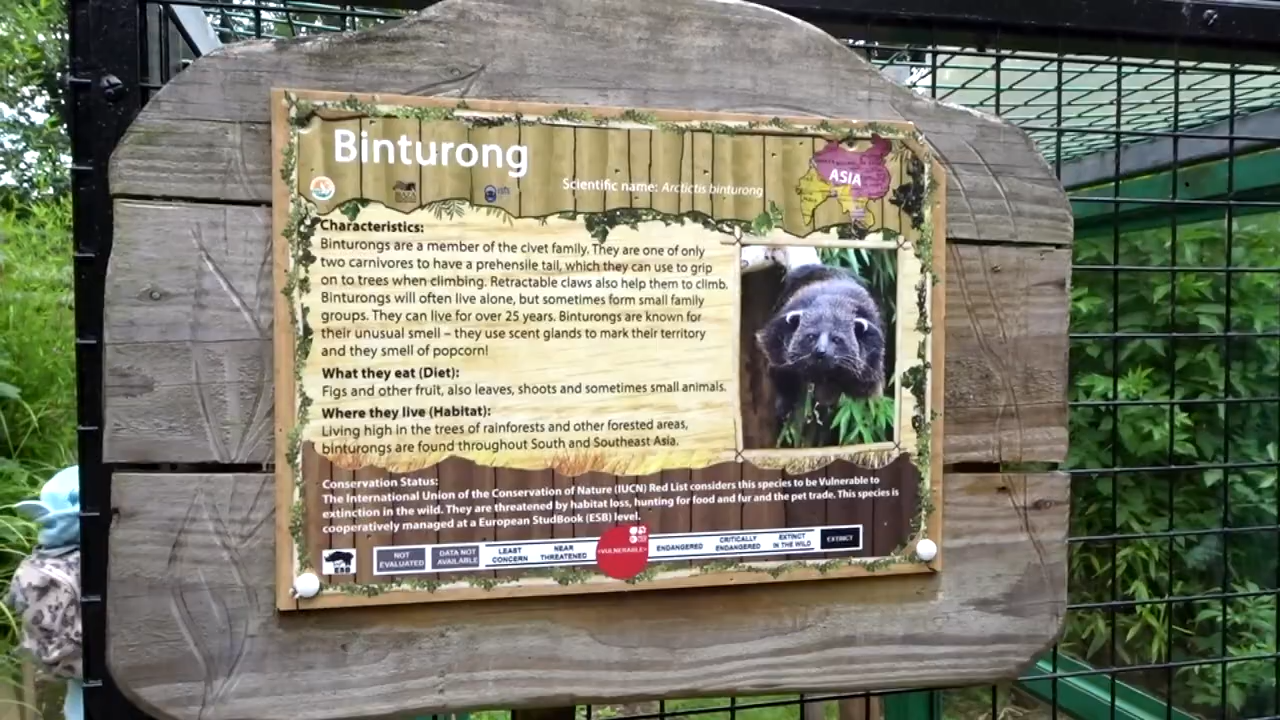 Binturong
Scientific name: Arctictis binturong
ASIA
Characteristics:
Binturongs are a member of the civet family. They are one of only
two carnivores to have a prehensile tail, which they can use to grip
on to trees when climbing. Retractable claws also help them to climb.
Binturongs will often live alone, but sometimes form small family
groups. They can live for over 25 years. Binturongs are known for
their unusual smell – they use scent glands to mark their territory
and they smell of popcorn!
What they eat (Diet):
Figs and other fruit, also leaves, shoots and sometimes small animals.
Where they live (Habitat):
Living high in the trees of rainforests and other forested areas,
binturongs are found throughout South and Southeast Asia.
Conservation Status:
The International Union of the Conservation of Nature (IUCN) Red List considers this species to be Vulnerable to
extinction in the wild. They are threatened by habitat loss, hunting for food and fur and the pet trade. This species is
cooperatively managed at a European StudBook (ESB) level.
ESB
NOT
EVALUATED
DATA NOT
AVAILABLE
LEAST
CONCERN
NEAR
THREATENED
<VULNERABLE>
ENDANGERED
CRITICALLY
ENDANGERED
EXTINCT
IN THE WILD
EXTINCT